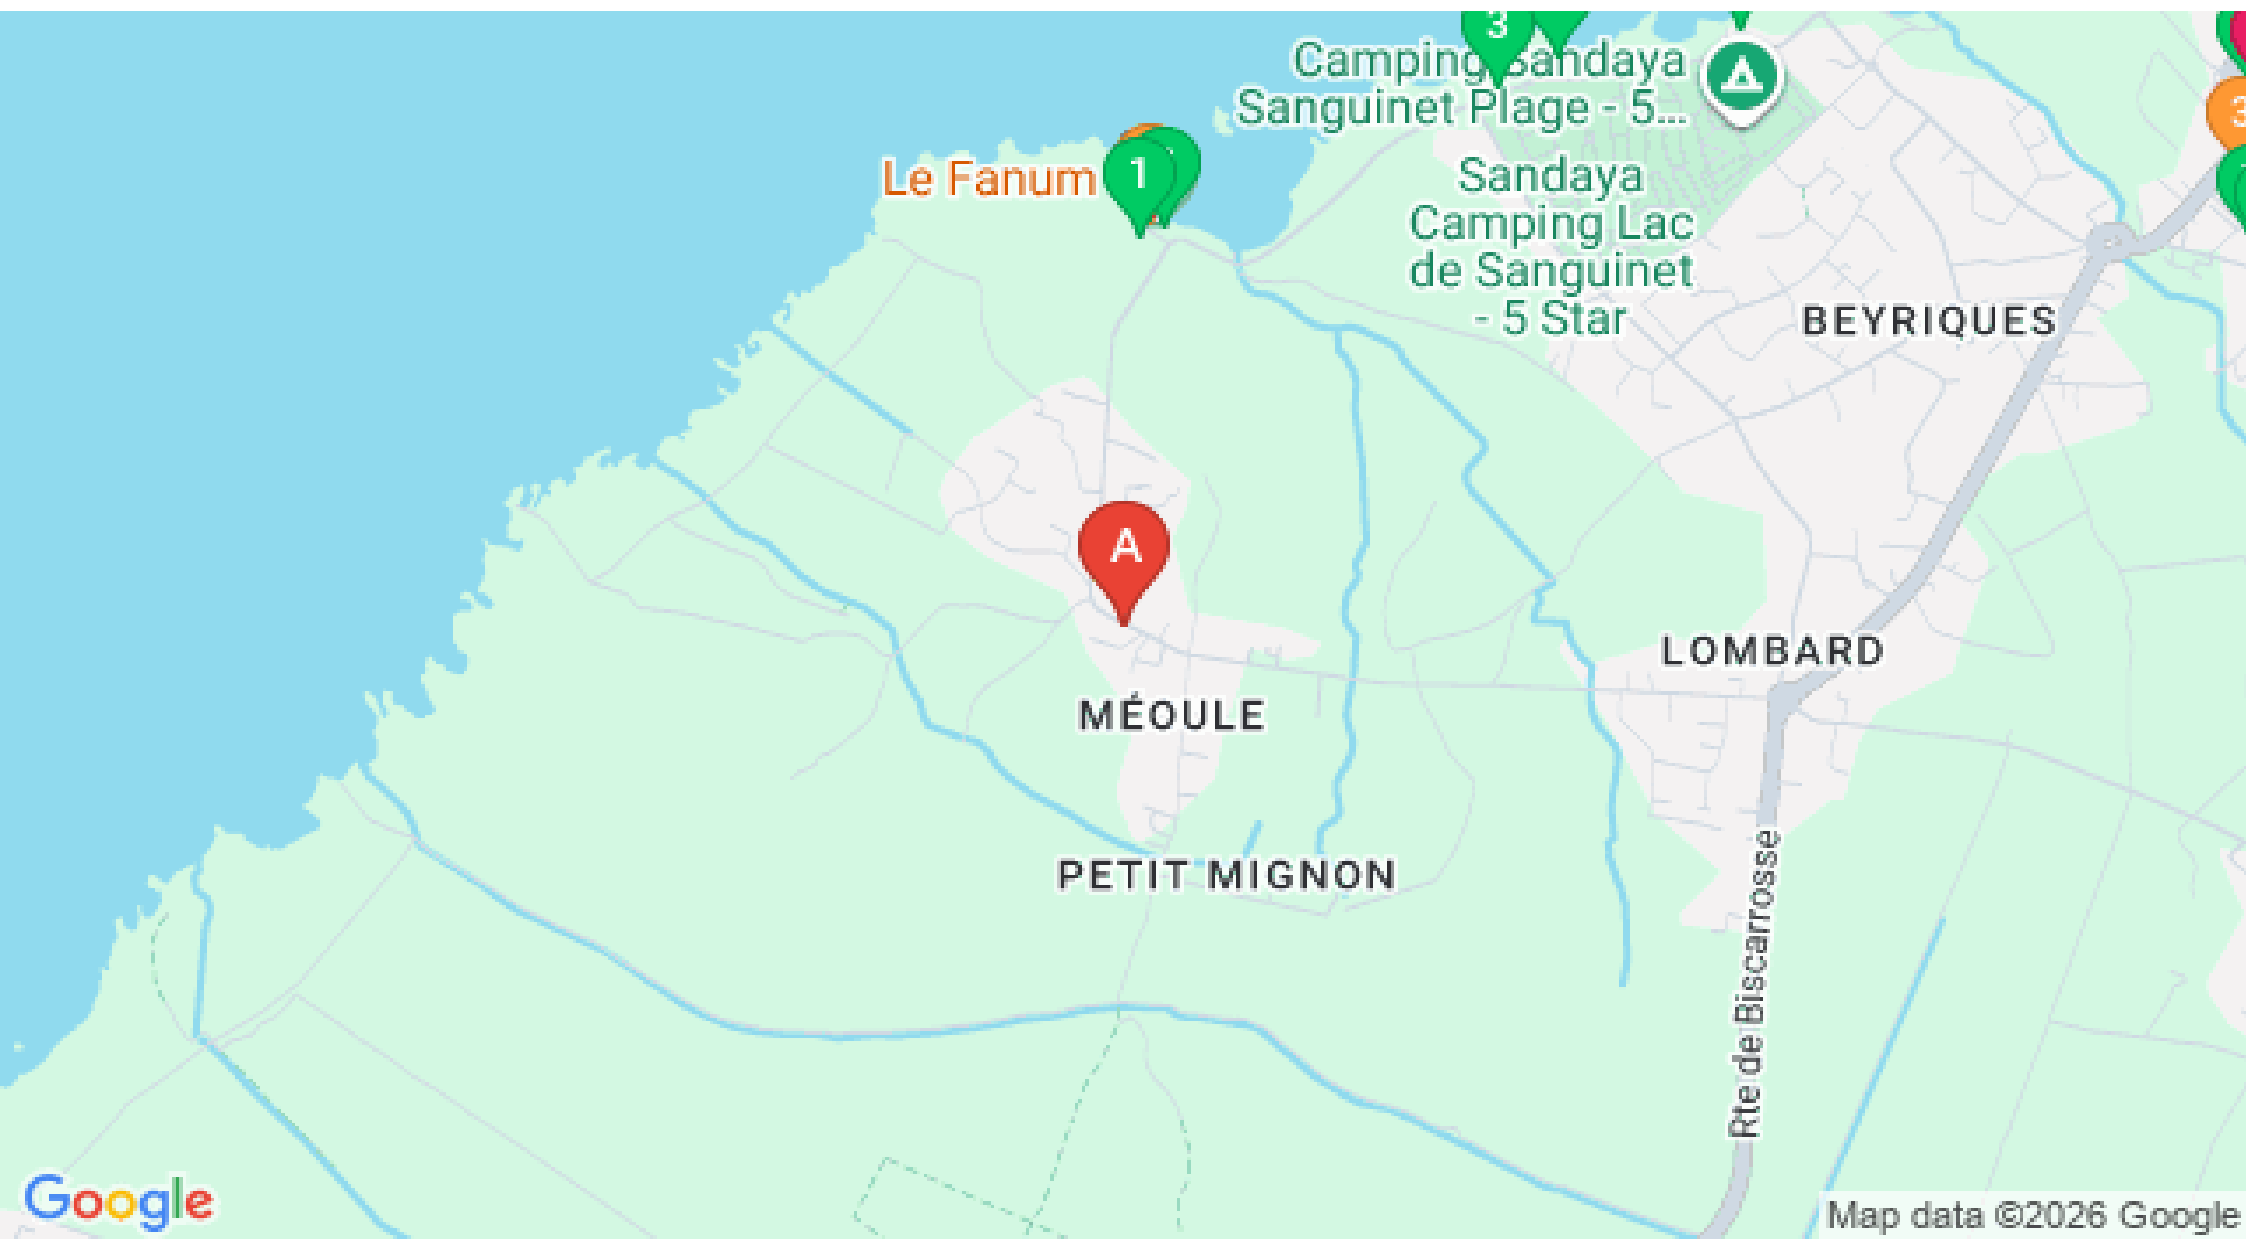 3
Camping Sandaya
Sanguinet Plage - 5...
3
Le Fanum
1
Sandaya
Camping Lac
de Sanguinet
- 5 Star
BEYRIQUES
A
LOMBARD
MÉOULE
PETIT MIGNON
Rte de Biscarrosse
Google
Map data ©2026 Google